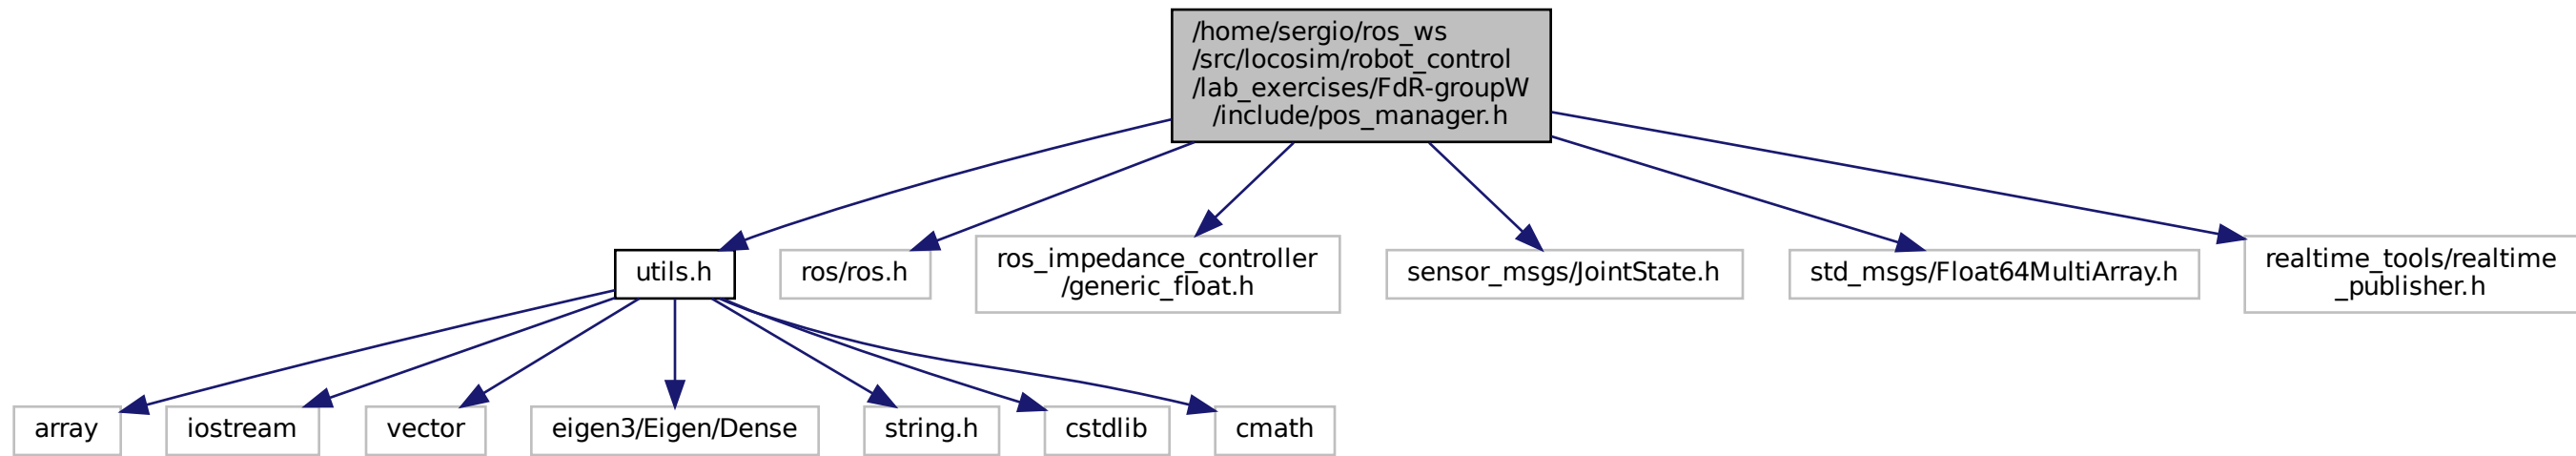 /home/sergio/ros_ws
/src/locosim/robot_control
/lab_exercises/FdR-groupW
/include/pos_manager.h
utils.h
ros/ros.h
ros_impedance_controller
/generic_float.h
sensor_msgs/JointState.h
std_msgs/Float64MultiArray.h
realtime_tools/realtime
_publisher.h
array
iostream
vector
eigen3/Eigen/Dense
string.h
cstdlib
cmath